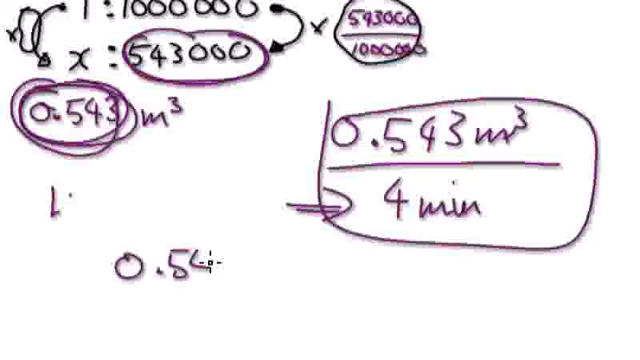 1 : 1000000 x 543000/1000000
x : 543000
0.543 m³
0.543 m³
4 min
0.54